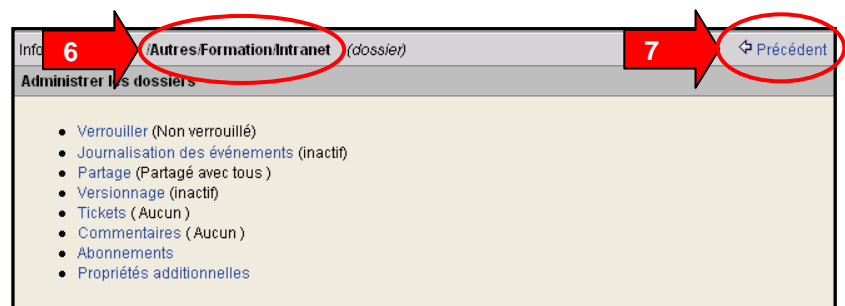 Info 6 /Autres/Formation/Intranet (dossier) 7 Précédent
Administrer les dossiers
• Verrouiller (Non verrouillé)
• Journalisation des événements (inactif)
• Partage (Partagé avec tous )
• Versionnage (inactif)
• Tickets ( Aucun )
• Commentaires ( Aucun )
• Abonnements
• Propriétés additionnelles